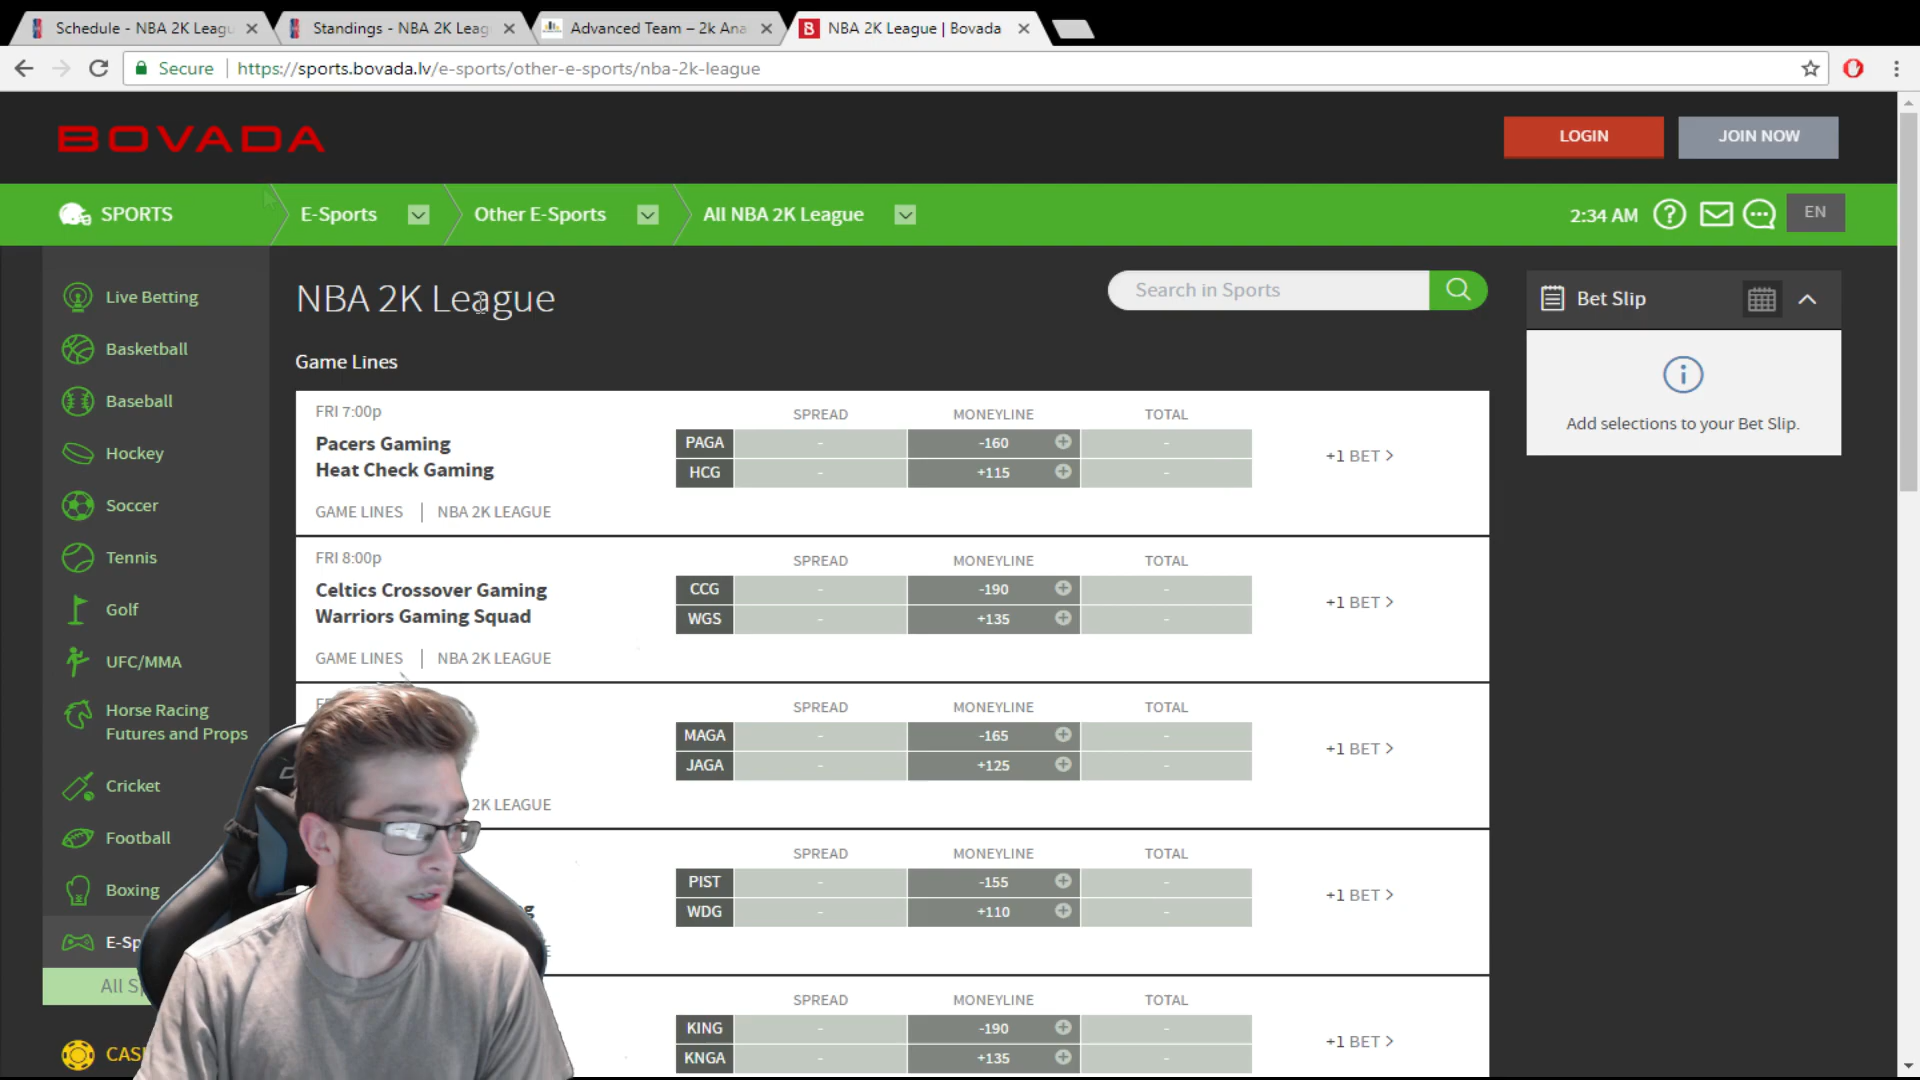 Schedule - NBA 2K Leagu
Standings - NBA 2K Leag
Advanced Team – 2k Ana
B NBA 2K League | Bovada
Secure https://sports.bovada.lv/e-sports/other-e-sports/nba-2k-league
BOVADA
LOGIN
JOIN NOW
SPORTS
E-Sports
Other E-Sports
All NBA 2K League
2:34 AM
EN
Live Betting
Basketball
Baseball
Hockey
Soccer
Tennis
Golf
UFC/MMA
Horse Racing
Futures and Props
Cricket
Football
Boxing
E-Sp
All S
CAS
NBA 2K League
Search in Sports
Game Lines
FRI 7:00p
SPREAD MONEYLINE TOTAL
Pacers Gaming
Heat Check Gaming
PAGA - -160 -
HCG - +115 -
+1 BET >
GAME LINES | NBA 2K LEAGUE
FRI 8:00p
SPREAD MONEYLINE TOTAL
Celtics Crossover Gaming
Warriors Gaming Squad
CCG - -190 -
WGS - +135 -
+1 BET >
GAME LINES | NBA 2K LEAGUE
SPREAD MONEYLINE TOTAL
MAGA - -165 -
JAGA - +125 -
+1 BET >
2K LEAGUE
SPREAD MONEYLINE TOTAL
PIST - -155 -
WDG - +110 -
+1 BET >
g
E
SPREAD MONEYLINE TOTAL
KING - -190 -
KNGA - +135 -
+1 BET >
Bet Slip
Add selections to your Bet Slip.